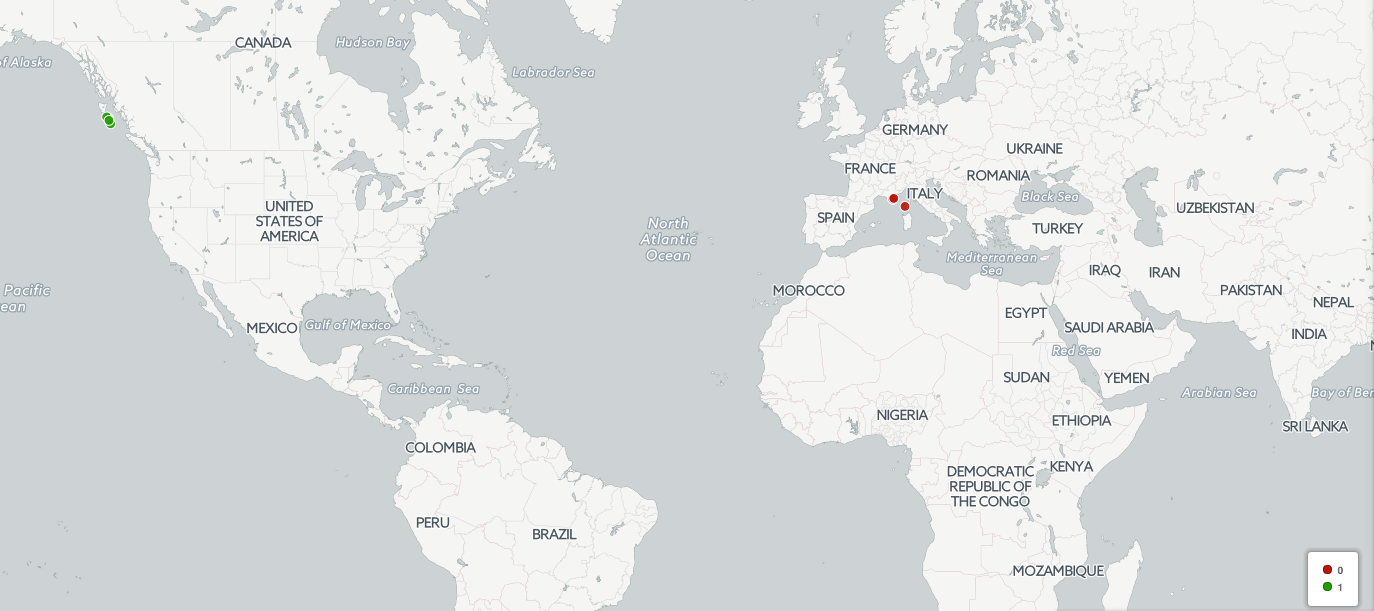 CANADA
Hudson Bay
of Alaska
Labrador Sea
GERMANY
UKRAINE
FRANCE
ROMANIA
ITALY
Black Sea
UNITED
STATES OF
AMERICA
SPAIN
UZBEKISTAN
North
Atlantic
Ocean
TURKEY
Mediterranean
Sea
IRAQ
IRAN
Pacific
ean
MOROCCO
PAKISTAN
NEPAL
EGYPT
MEXICO
Gulf of Mexico
SAUDI ARABIA
INDIA
Red Sea
SUDAN
YEMEN
Caribbean Sea
Arabian Sea
Bay of Ben
NIGERIA
ETHIOPIA
SRI LANKA
COLOMBIA
DEMOCRATIC
REPUBLIC OF
THE CONGO
KENYA
PERU
BRAZIL
MOZAMBIQUE
0
1